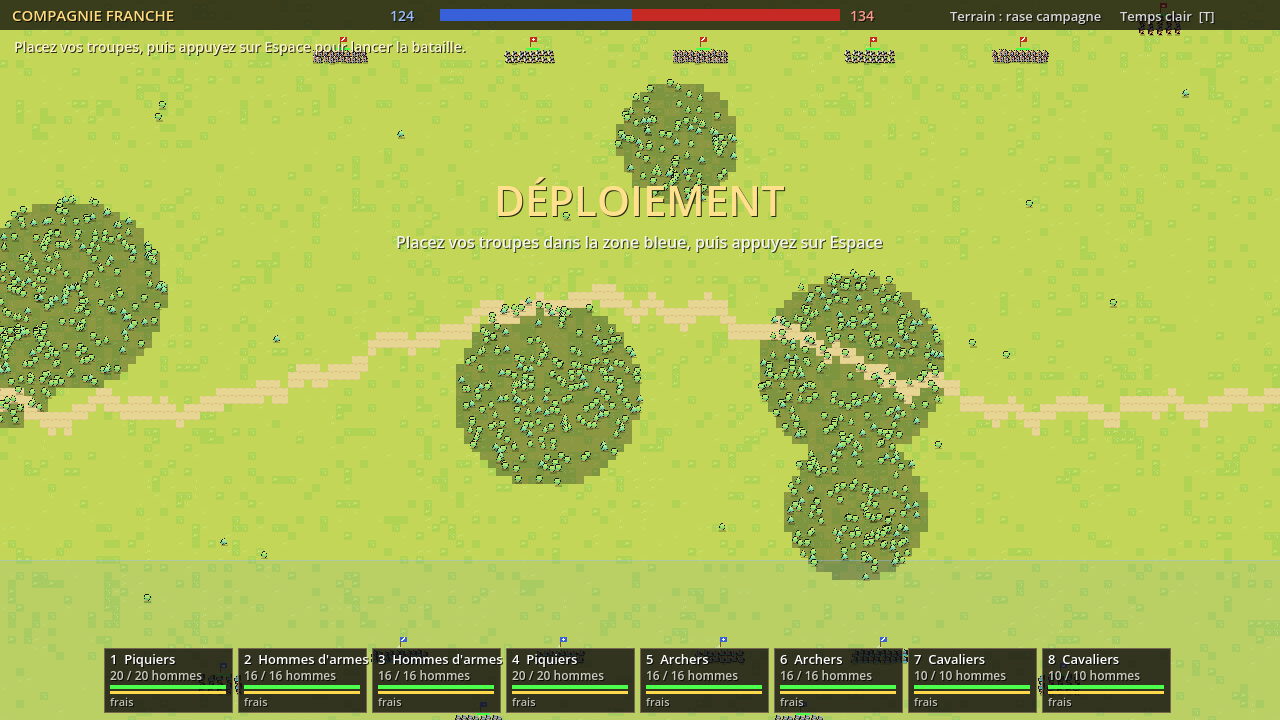 COMPAGNIE FRANCHE
124
134
Terrain : rase campagne
Temps clair [T]
Placez vos troupes, puis appuyez sur Espace pour lancer la bataille.
DÉPLOIEMENT
Placez vos troupes dans la zone bleue, puis appuyez sur Espace
1 Piquiers
20 / 20 hommes
frais
2 Hommes d'armes
16 / 16 hommes
frais
3 Hommes d'armes
16 / 16 hommes
frais
4 Piquiers
20 / 20 hommes
frais
5 Archers
16 / 16 hommes
frais
6 Archers
16 / 16 hommes
frais
7 Cavaliers
10 / 10 hommes
frais
8 Cavaliers
10 / 10 hommes
frais